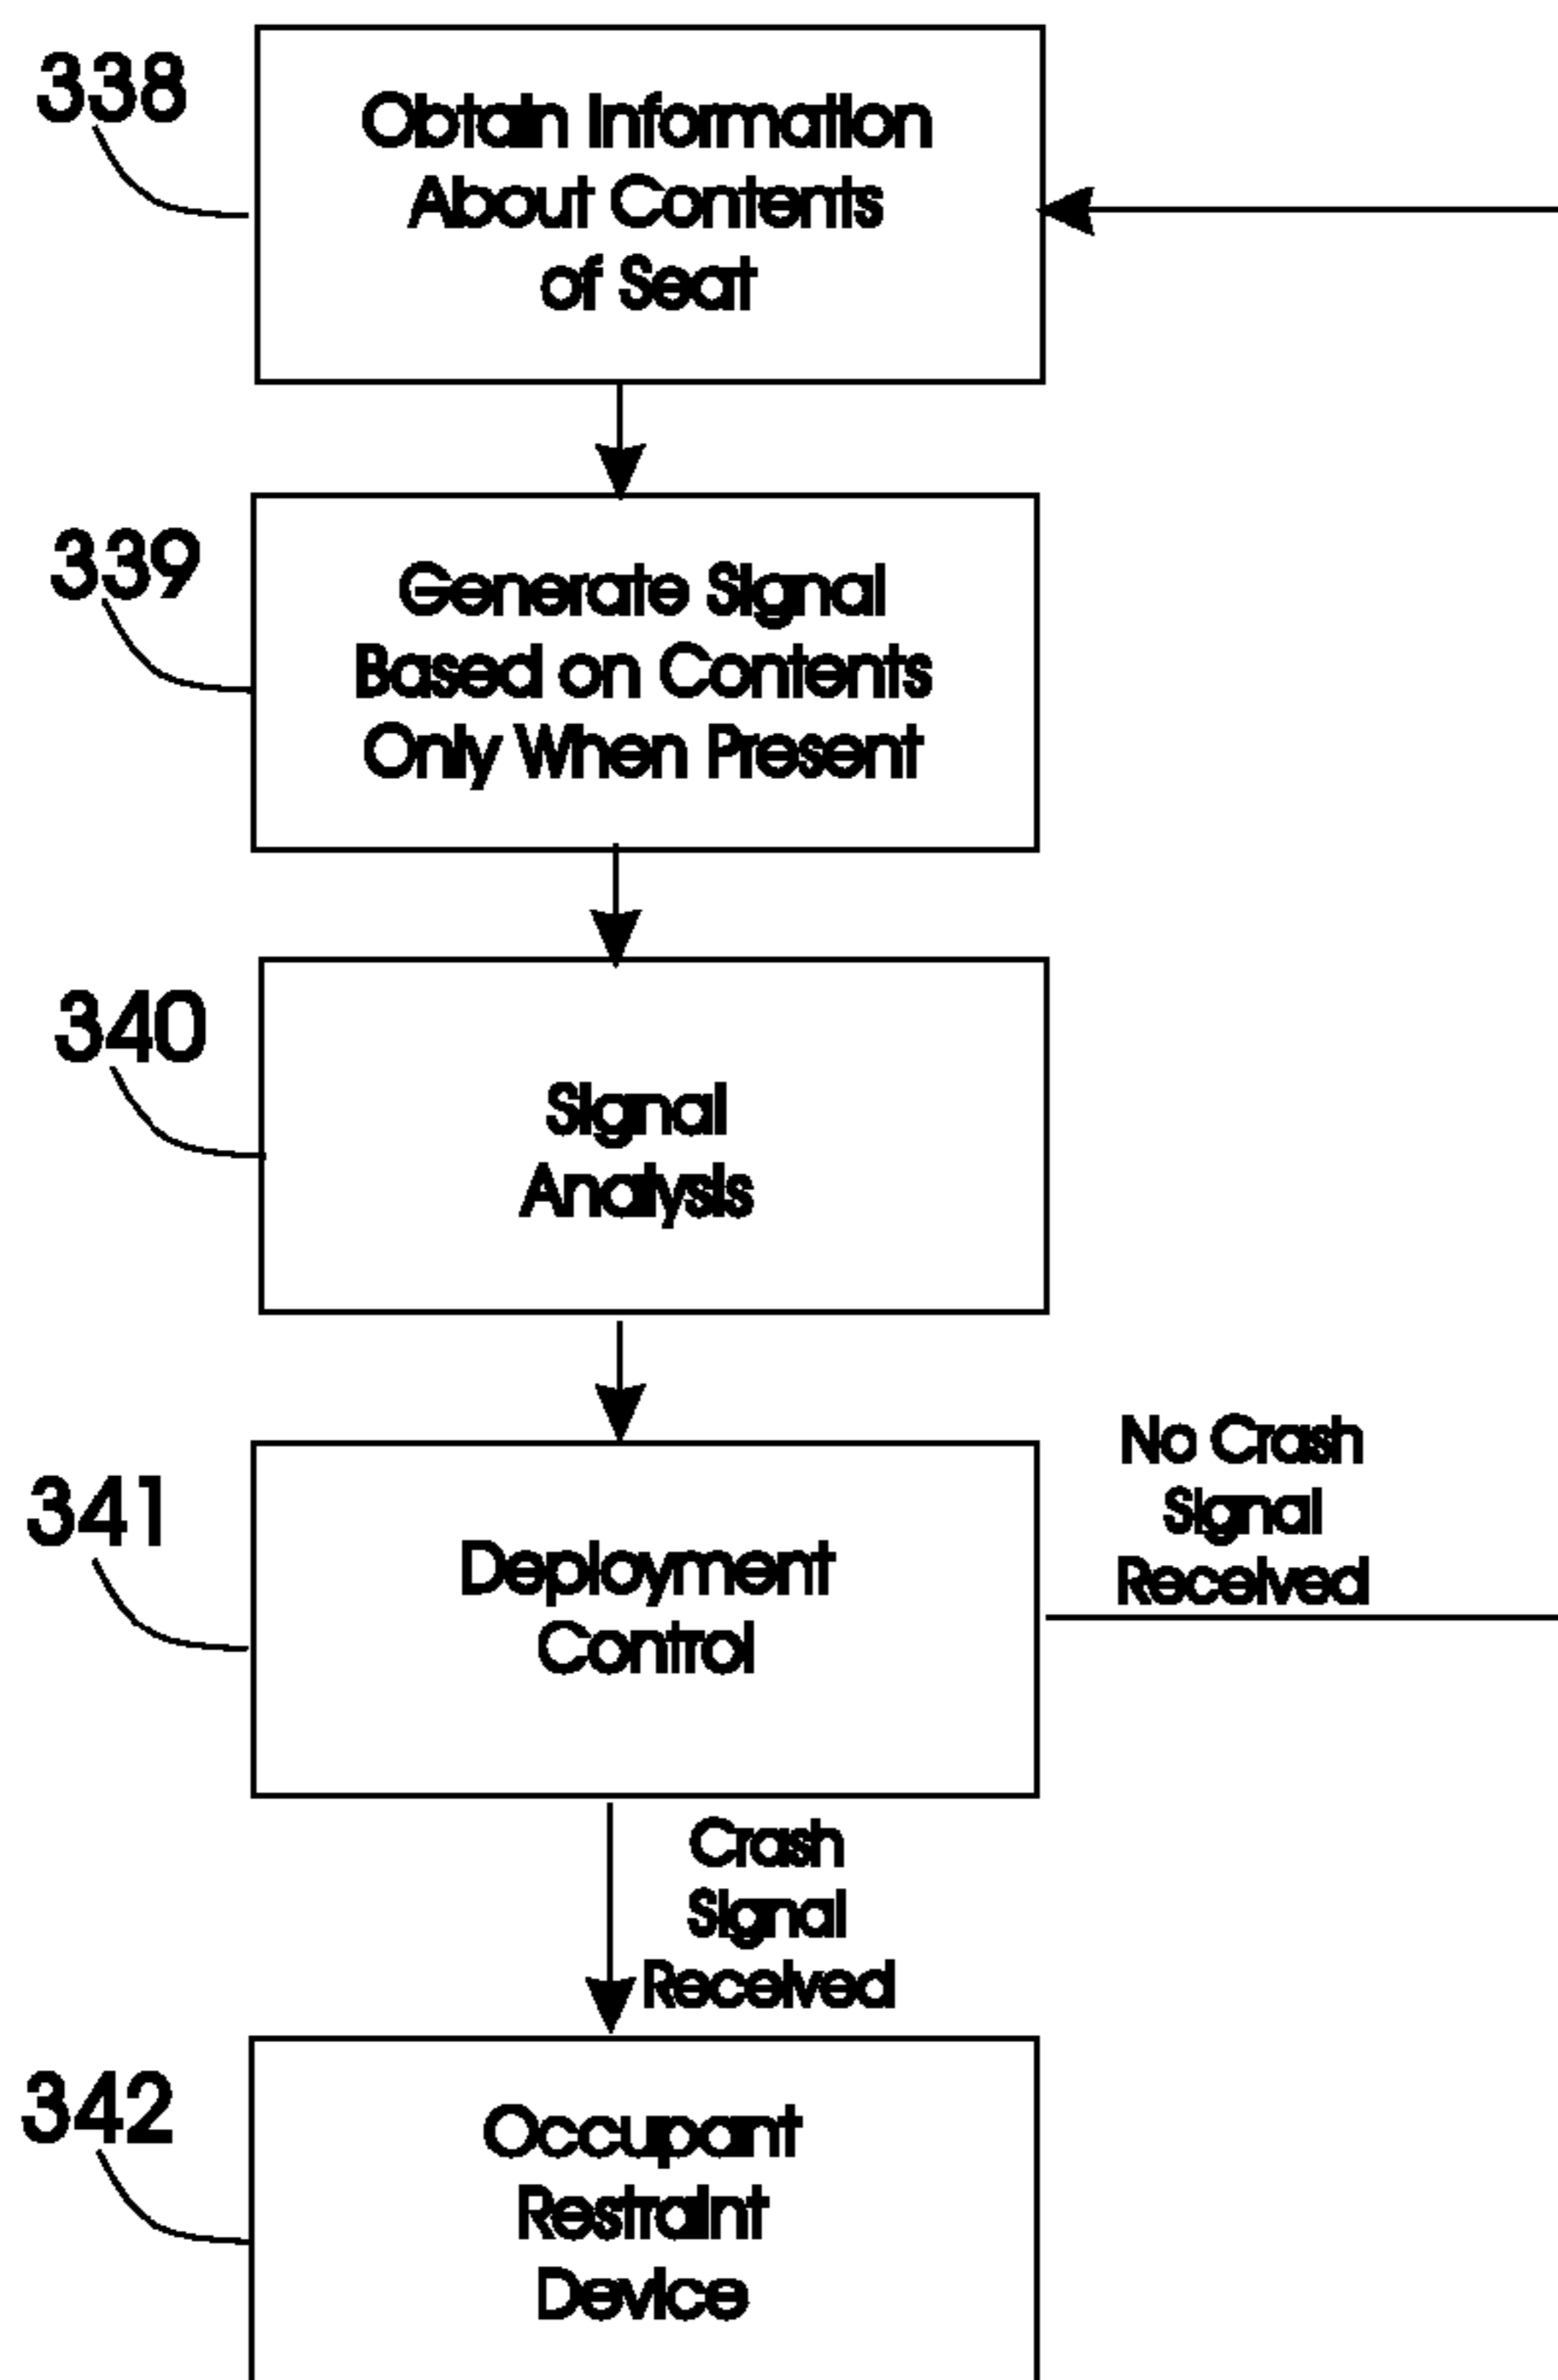 338
Obtain Information
About Contents
of Seat
339
Generate Signal
Based on Contents
Only When Present
340
Signal
Analysis
341
Deployment
Control
No Crash
Signal
Received
Crash
Signal
Received
342
Occupant
Restraint
Device